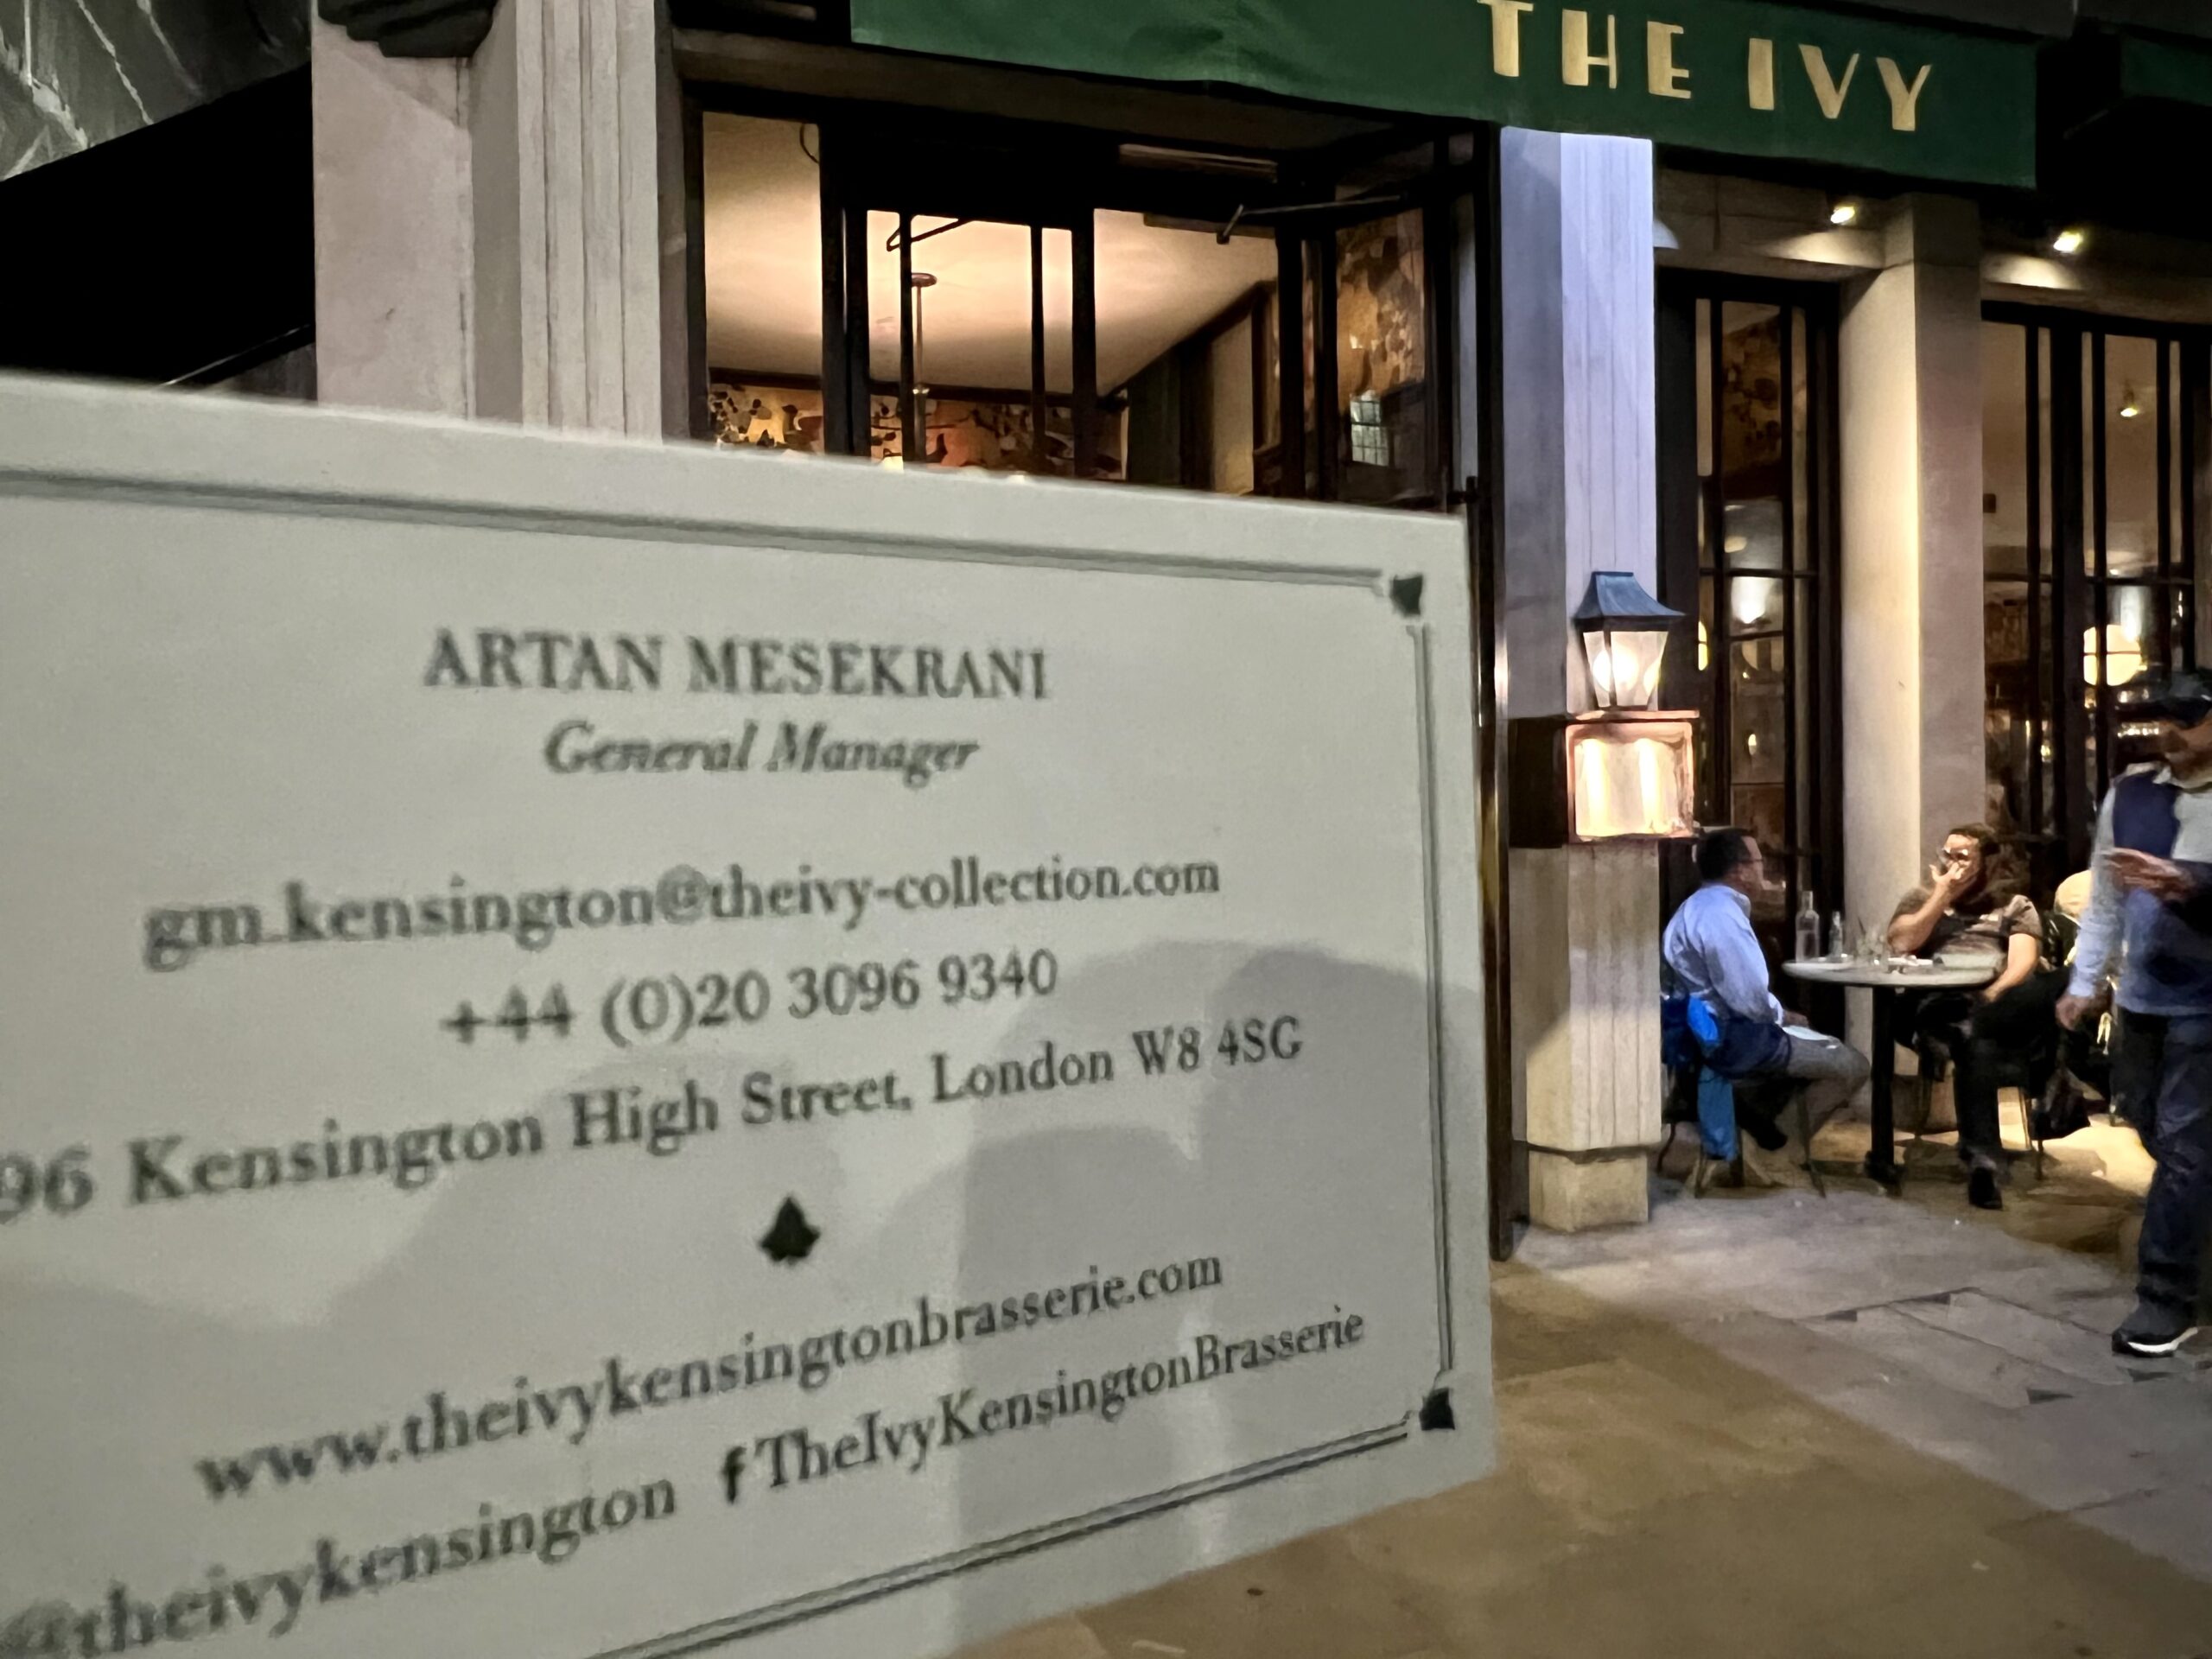 THE IVY
ARTAN MESEKRANI
General Manager
gm.kensington@theivy-collection.com
+44 (0)20 3096 9340
96 Kensington High Street, London W8 4SG
www.theivykensingtonbrasserie.com
@theivykensington f TheIvyKensingtonBrasserie